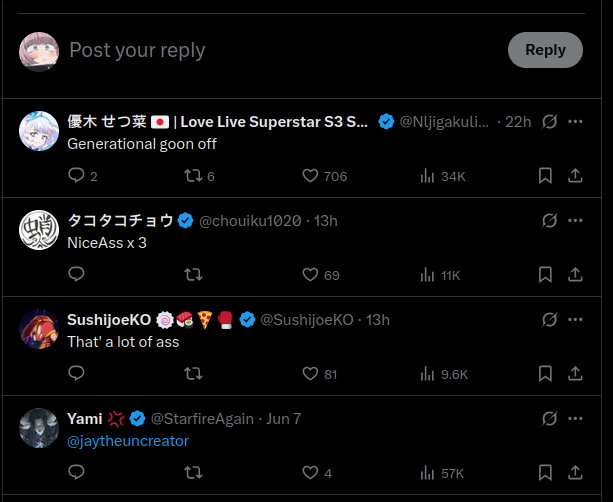 Post your reply
Reply
優木 せつ菜 🇯🇵 | Love Live Superstar S3 S... @Nljigakuli... · 22h
Generational goon off
2 6 706 34K
タコタコチョウ @chouiku1020 · 13h
NiceAss x 3
69 11K
SushijoeKO 🍥🍣🍕🥊 @SushijoeKO · 13h
That' a lot of ass
81 9.6K
Yami 💢 @StarfireAgain · Jun 7
@jaytheuncreator
4 57K